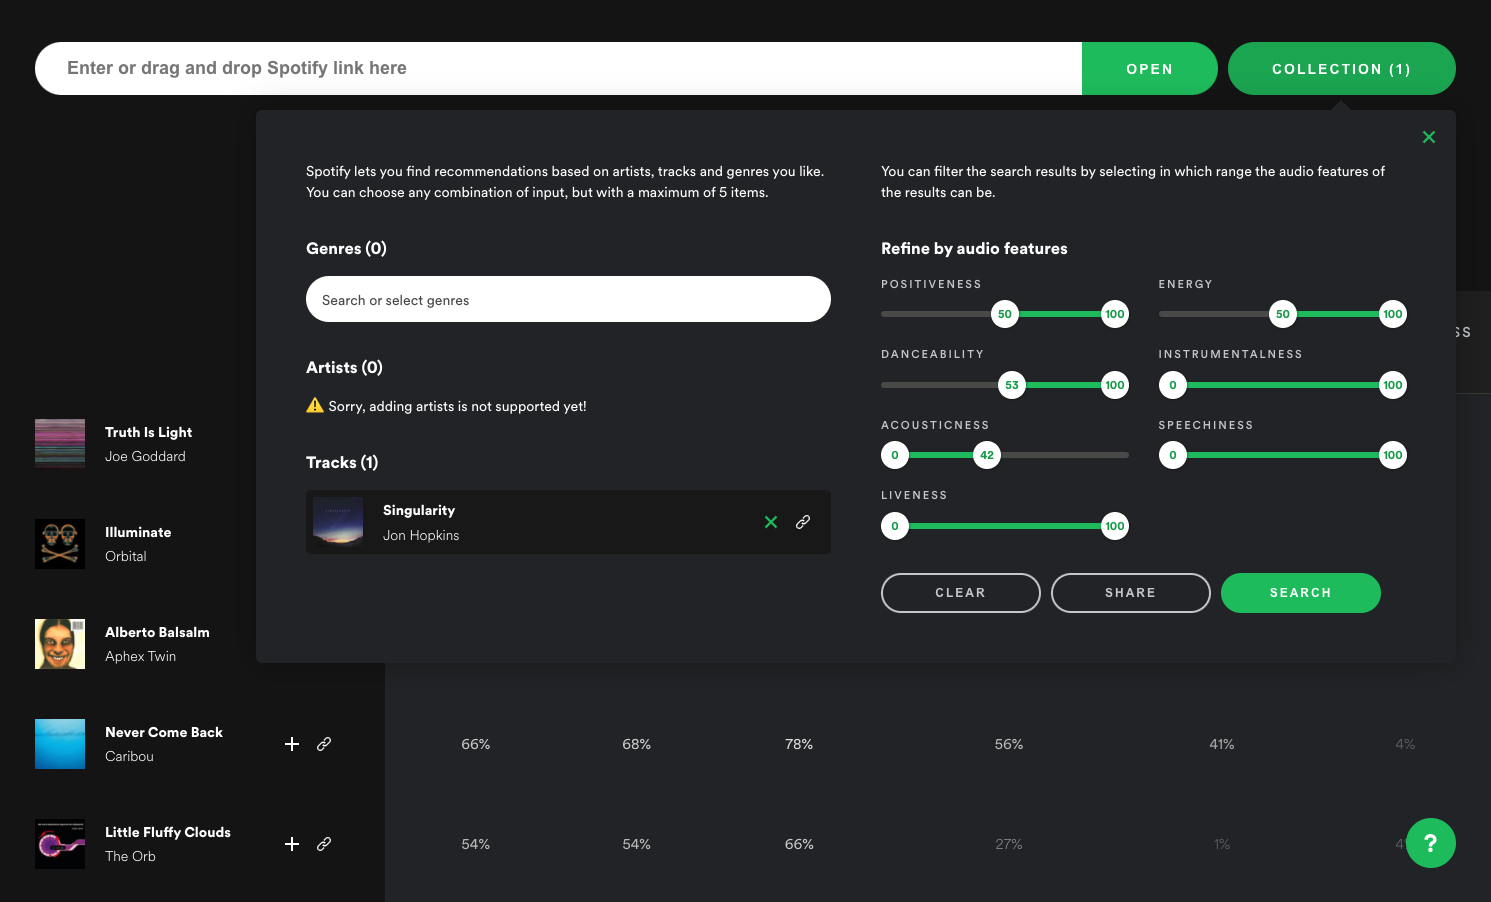 Enter or drag and drop Spotify link here
OPEN
COLLECTION (1)
Spotify lets you find recommendations based on artists, tracks and genres you like.
You can choose any combination of input, but with a maximum of 5 items.
Genres (0)
Search or select genres
Artists (0)
Sorry, adding artists is not supported yet!
Tracks (1)
Singularity
Jon Hopkins
You can filter the search results by selecting in which range the audio features of
the results can be.
Refine by audio features
POSITIVENESS
50 100
ENERGY
50 100
DANCEABILITY
53 100
INSTRUMENTALNESS
0 100
ACOUSTICNESS
0 42
SPEECHINESS
0 100
LIVENESS
0 100
CLEAR
SHARE
SEARCH
SS
Truth Is Light
Joe Goddard
Illuminate
Orbital
Alberto Balsalm
Aphex Twin
Never Come Back
Caribou
66% 68% 78% 56% 41% 4%
Little Fluffy Clouds
The Orb
54% 54% 66% 27% 1%
?